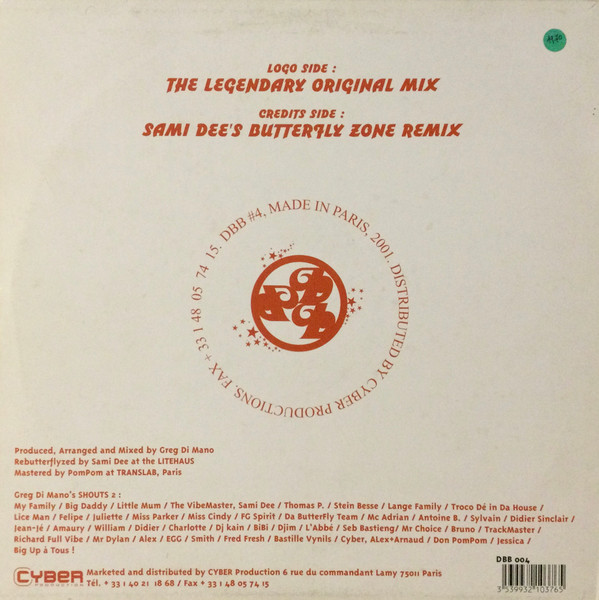 LOGO SIDE :
THE LEGENDARY ORIGINAL MIX
CREDITS SIDE :
SAMI DEE'S BUTTERFLY ZONE REMIX
DBB #4, MADE IN PARIS, 2001. DISTRIBUTED BY CYBER PRODUCTIONS. FAX + 33 1 48 05 74 15.
Produced, Arranged and Mixed by Greg Di Mano
Rebutterflyzed by Sami Dee at the LITEHAUS
Mastered by PomPom at TRANSLAB, Paris
Greg Di Mano's SHOUTS 2 :
My Family / Big Daddy / Little Mum / The VibeMaster, Sami Dee / Thomas P. / Stein Besse / Lange Family / Troco Dé in Da House /
Lice Man / Felipe / Juliette / Miss Parker / Miss Cindy / FG Spirit / Da ButterFly Team / Mc Adrian / Antoine B. / Sylvain / Didier Sinclair /
Jean-Jé / Amaury / William / Didier / Charlotte / Dj kain / BiBi / Djim / L'Abbé / Seb Bastieng/ Mr Choice / Bruno / TrackMaster /
Richard Full Vibe / Mr Dylan / Alex / EGG / Smith / Fred Fresh / Bastille Vynils / Cyber, ALex+Arnaud / Don PomPom / Jessica /
Big Up à Tous !
DBB 004
CYBER
PRODUCTION
Marketed and distributed by CYBER Production 6 rue du commandant Lamy 75011 Paris
Tél. + 33 1 40 21 18 68 / Fax + 33 1 48 05 74 15
3 539932 103765